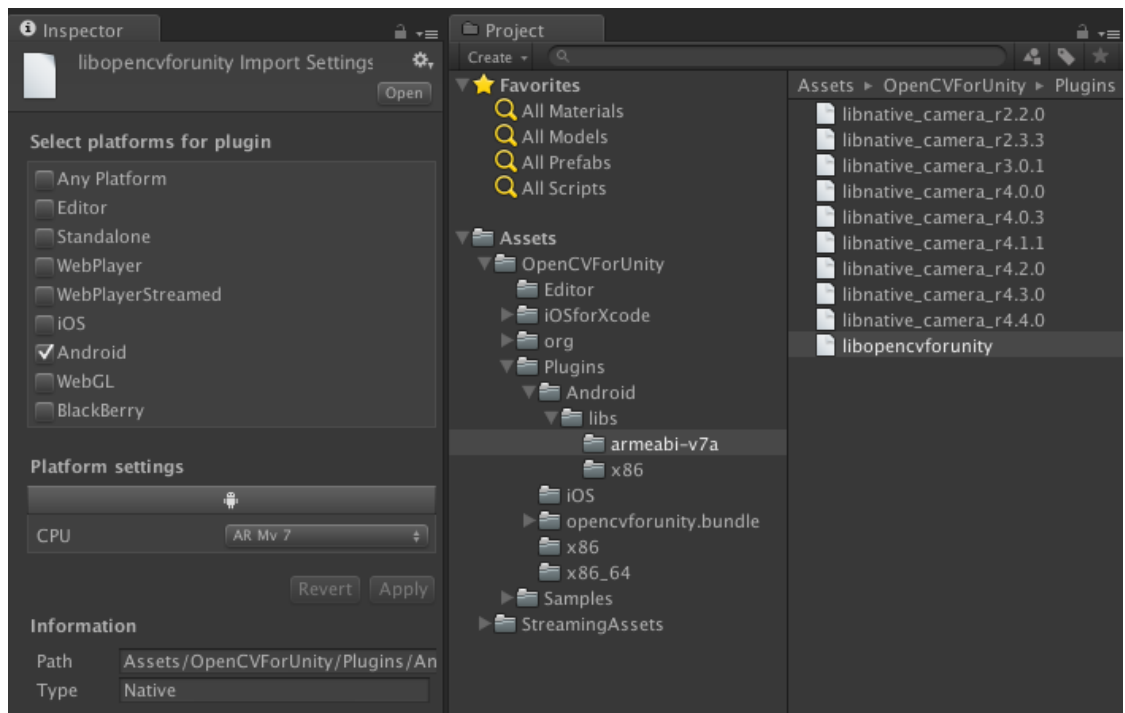 Inspector
libopencvforunity Import Settings
Open
Select platforms for plugin
Any Platform
Editor
Standalone
WebPlayer
WebPlayerStreamed
iOS
Android
WebGL
BlackBerry
Platform settings
CPU
AR Mv 7
Revert
Apply
Information
Path
Assets/OpenCVForUnity/Plugins/An
Type
Native
Project
Create
Favorites
All Materials
All Models
All Prefabs
All Scripts
Assets
OpenCVForUnity
Editor
iOSforXcode
org
Plugins
Android
libs
armeabi-v7a
x86
iOS
opencvforunity.bundle
x86
x86_64
Samples
StreamingAssets
Assets ▸ OpenCVForUnity ▸ Plugins
libnative_camera_r2.2.0
libnative_camera_r2.3.3
libnative_camera_r3.0.1
libnative_camera_r4.0.0
libnative_camera_r4.0.3
libnative_camera_r4.1.1
libnative_camera_r4.2.0
libnative_camera_r4.3.0
libnative_camera_r4.4.0
libopencvforunity